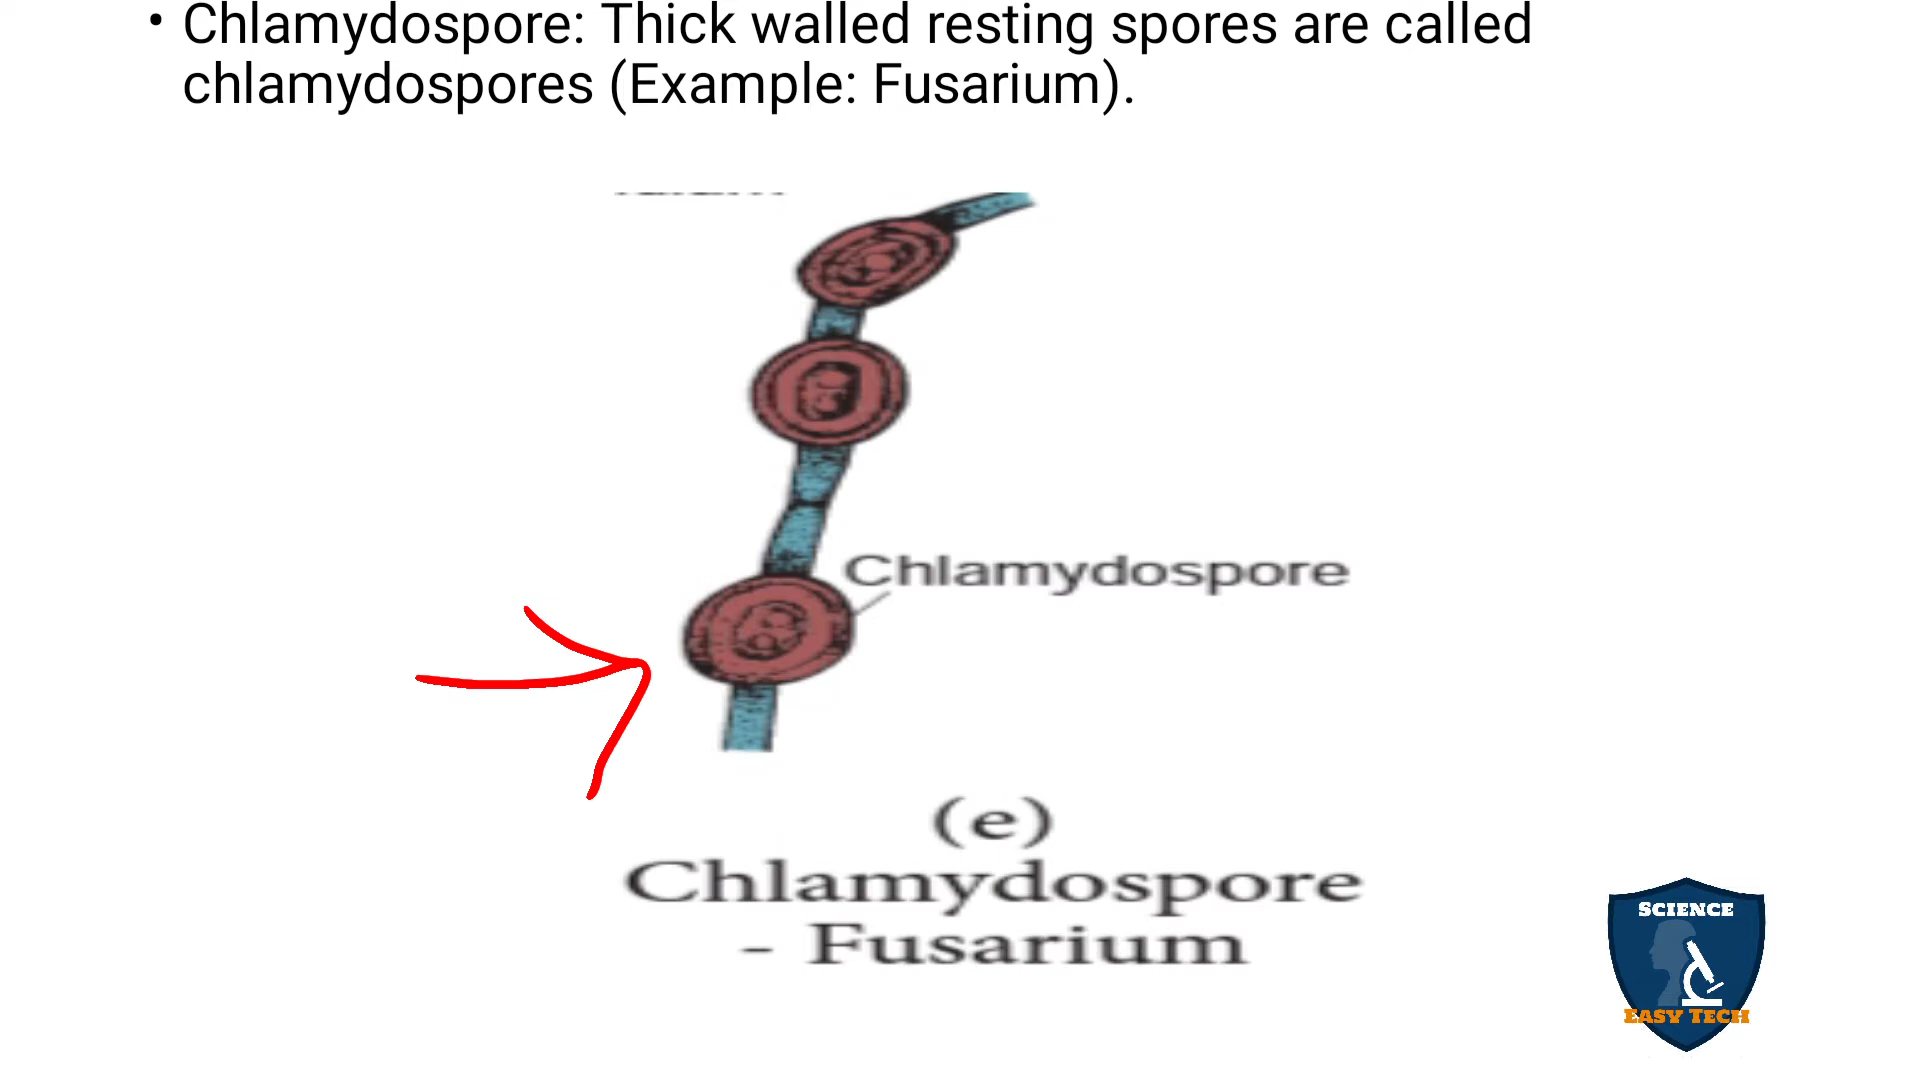 • Chlamydospore: Thick walled resting spores are called
chlamydospores (Example: Fusarium).
Chlamydospore
(e)
Chlamydospore
- Fusarium
SCIENCE
EASY TECH